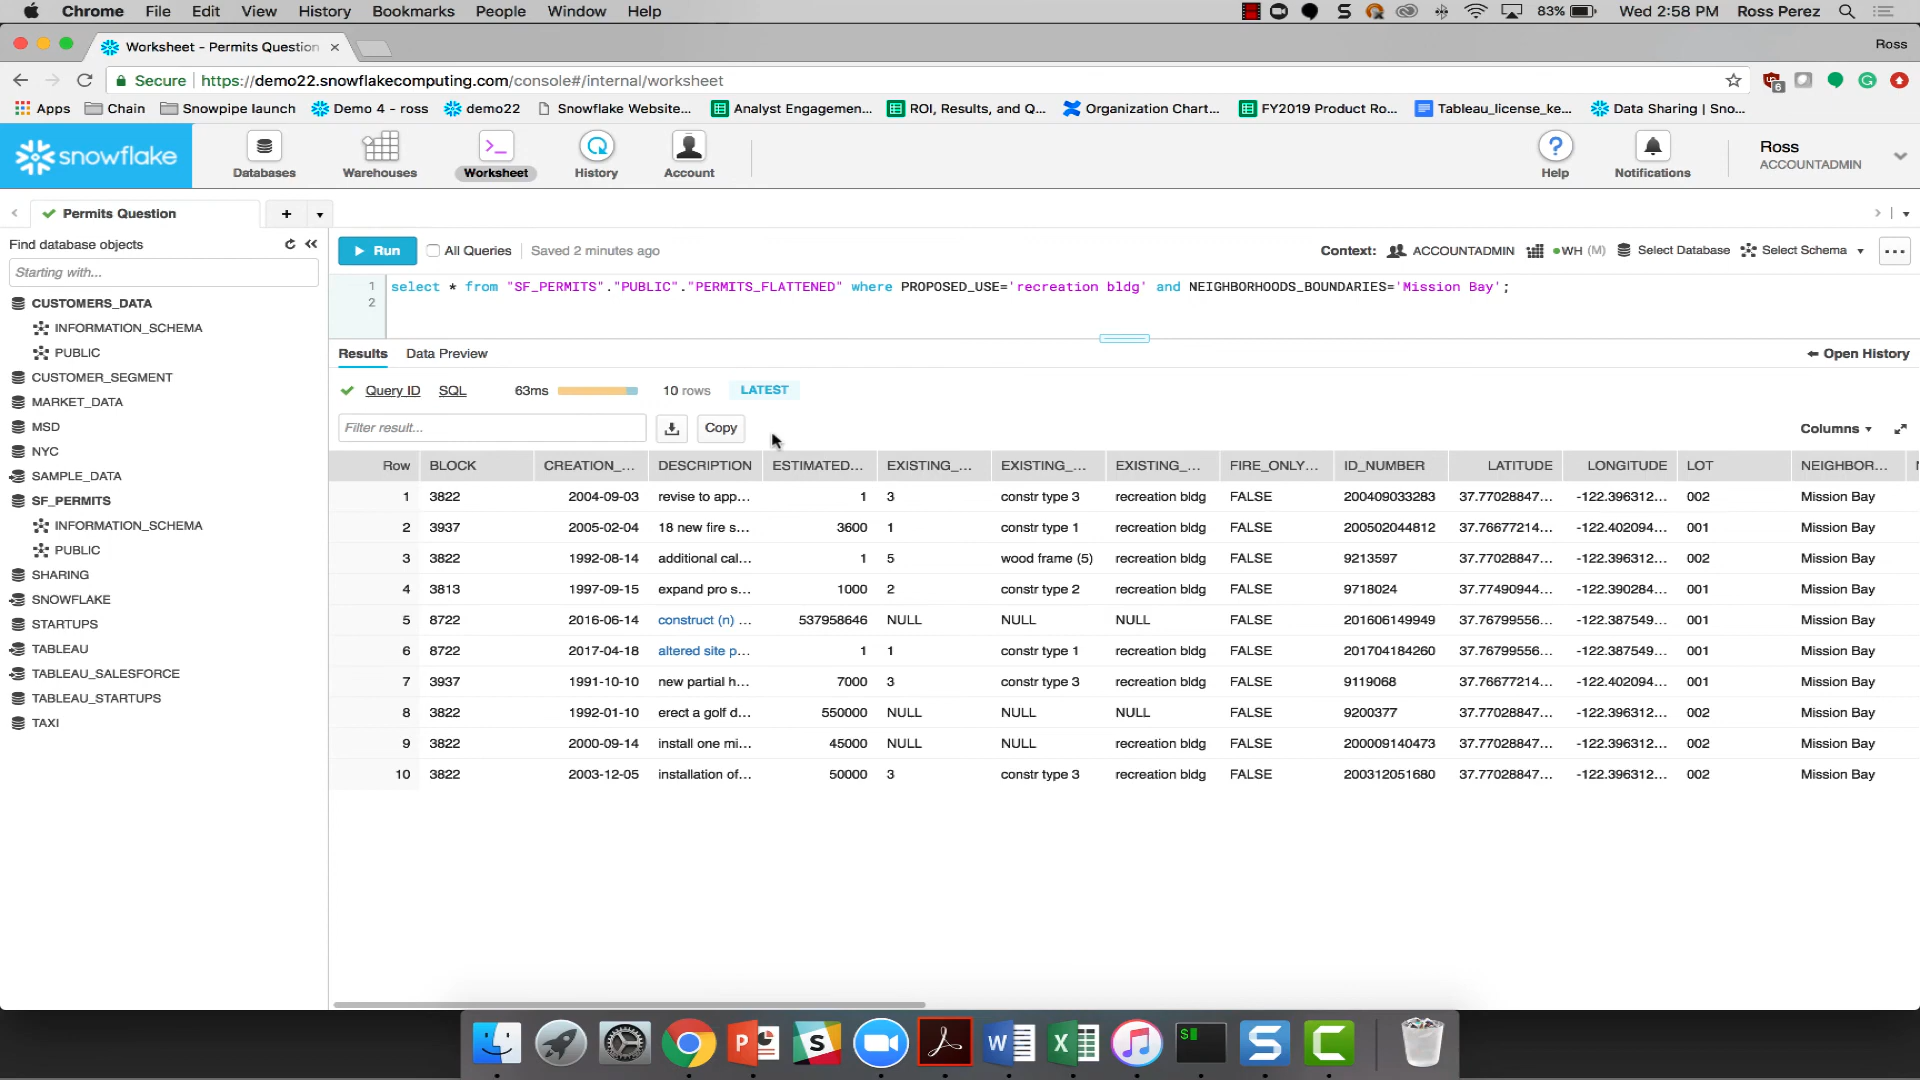 Chrome File Edit View History Bookmarks People Window Help 83% Wed 2:58 PM Ross Perez
Worksheet - Permits Question Ross
Secure https://demo22.snowflakecomputing.com/console#/internal/worksheet
Apps Chain Snowpipe launch Demo 4 - ross demo22 Snowflake Website... Analyst Engagemen... ROI, Results, and Q... Organization Chart... FY2019 Product Ro... Tableau_license_ke... Data Sharing | Sno...
snowflake Databases Warehouses Worksheet History Account Help Notifications Ross
ACCOUNTADMIN
Permits Question
Find database objects
Starting with...
CUSTOMERS_DATA
INFORMATION_SCHEMA
PUBLIC
CUSTOMER_SEGMENT
MARKET_DATA
MSD
NYC
SAMPLE_DATA
SF_PERMITS
INFORMATION_SCHEMA
PUBLIC
SHARING
SNOWFLAKE
STARTUPS
TABLEAU
TABLEAU_SALESFORCE
TABLEAU_STARTUPS
TAXI
Run All Queries Saved 2 minutes ago Context: ACCOUNTADMIN WH (M) Select Database Select Schema
1 select * from "SF_PERMITS"."PUBLIC"."PERMITS_FLATTENED" where PROPOSED_USE='recreation bldg' and NEIGHBORHOODS_BOUNDARIES='Mission Bay';
2
Results Data Preview Open History
Query ID SQL 63ms 10 rows LATEST
Filter result... Copy Columns
Row BLOCK CREATION_... DESCRIPTION ESTIMATED... EXISTING_... EXISTING_... EXISTING_... FIRE_ONLY... ID_NUMBER LATITUDE LONGITUDE LOT NEIGHBOR...
1 3822 2004-09-03 revise to app... 1 3 constr type 3 recreation bldg FALSE 200409033283 37.77028847... -122.396312... 002 Mission Bay
2 3937 2005-02-04 18 new fire s... 3600 1 constr type 1 recreation bldg FALSE 200502044812 37.76677214... -122.402094... 001 Mission Bay
3 3822 1992-08-14 additional cal... 1 5 wood frame (5) recreation bldg FALSE 9213597 37.77028847... -122.396312... 002 Mission Bay
4 3813 1997-09-15 expand pro s... 1000 2 constr type 2 recreation bldg FALSE 9718024 37.77490944... -122.390284... 001 Mission Bay
5 8722 2016-06-14 construct (n) ... 537958646 NULL NULL NULL FALSE 201606149949 37.76799556... -122.387549... 001 Mission Bay
6 8722 2017-04-18 altered site p... 1 1 constr type 1 recreation bldg FALSE 201704184260 37.76799556... -122.387549... 001 Mission Bay
7 3937 1991-10-10 new partial h... 7000 3 constr type 3 recreation bldg FALSE 9119068 37.76677214... -122.402094... 001 Mission Bay
8 3822 1992-01-10 erect a golf d... 550000 NULL NULL NULL FALSE 9200377 37.77028847... -122.396312... 002 Mission Bay
9 3822 2000-09-14 install one mi... 45000 NULL NULL recreation bldg FALSE 200009140473 37.77028847... -122.396312... 002 Mission Bay
10 3822 2003-12-05 installation of... 50000 3 constr type 3 recreation bldg FALSE 200312051680 37.77028847... -122.396312... 002 Mission Bay